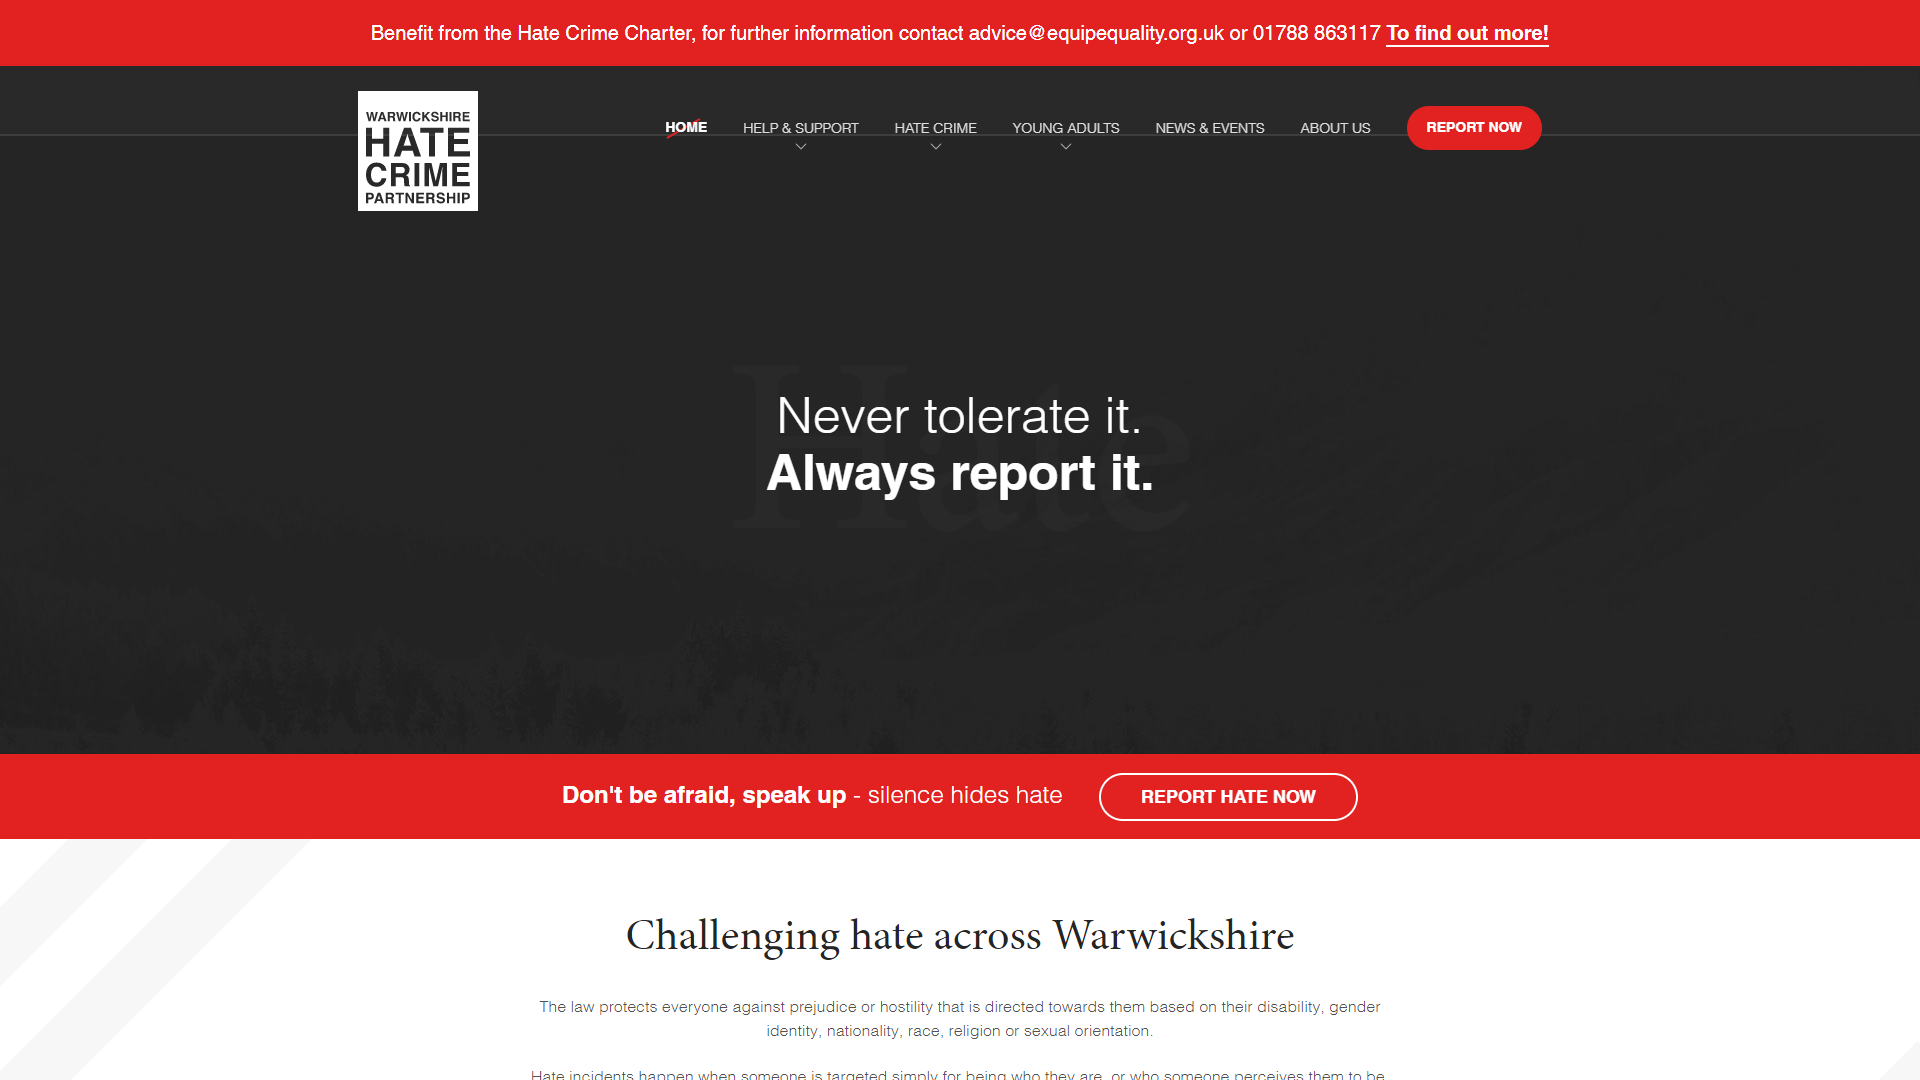 Benefit from the Hate Crime Charter, for further information contact advice@equipequality.org.uk or 01788 863117 To find out more!
WARWICKSHIRE
HATE
CRIME
PARTNERSHIP
HOME
HELP & SUPPORT
HATE CRIME
YOUNG ADULTS
NEWS & EVENTS
ABOUT US
REPORT NOW
Hate
Never tolerate it.
Always report it.
Don't be afraid, speak up - silence hides hate
REPORT HATE NOW
Challenging hate across Warwickshire
The law protects everyone against prejudice or hostility that is directed towards them based on their disability, gender
identity, nationality, race, religion or sexual orientation.
Hate incidents happen when someone is targeted simply for being who they are, or who someone perceives them to be